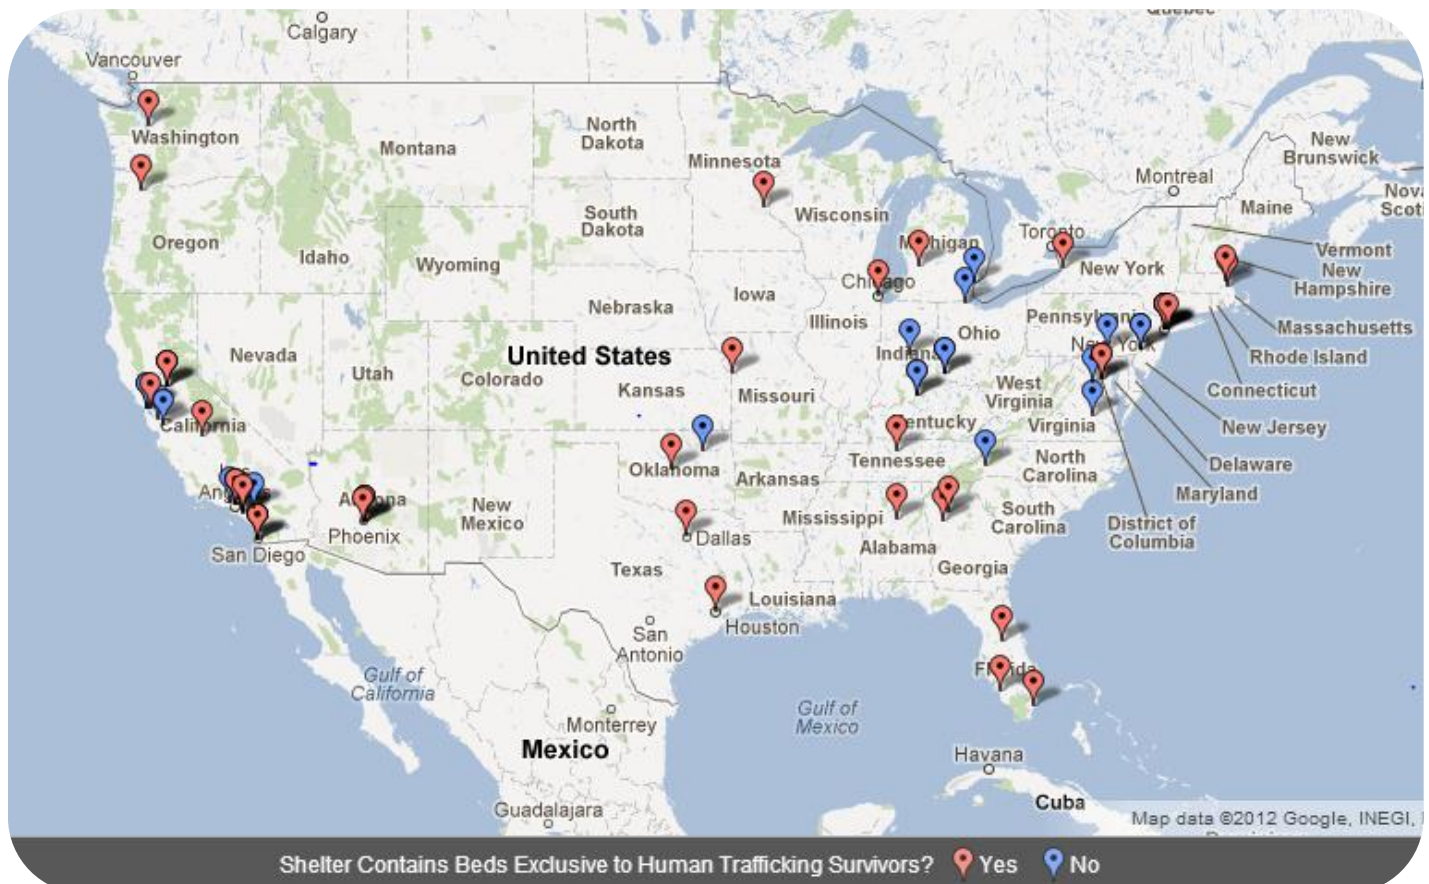 Quebec
Calgary
Vancouver
Washington
Montana
North
Dakota
Minnesota
New
Brunswick
Montreal
Nova
Scoti
Maine
South
Dakota
Wisconsin
Michigan
Toronto
Vermont
New
Hampshire
Oregon
Idaho
Wyoming
New York
Chicago
Iowa
Nebraska
Illinois
Ohio
Pennsylvania
Massachusetts
Nevada
Utah
Colorado
United States
Indiana
New York
Rhode Island
Kansas
Missouri
West
Virginia
Connecticut
California
Kentucky
Virginia
New Jersey
Oklahoma
Arkansas
Tennessee
North
Carolina
Delaware
Maryland
Los
Angeles
Arizona
New
Mexico
Mississippi
South
Carolina
District of
Columbia
Phoenix
San Diego
Dallas
Alabama
Georgia
Texas
Louisiana
Houston
San
Antonio
Florida
Gulf of
California
Gulf of
Mexico
Monterrey
Mexico
Havana
Cuba
Guadalajara
Map data ©2012 Google, INEGI,
Shelter Contains Beds Exclusive to Human Trafficking Survivors? Yes No